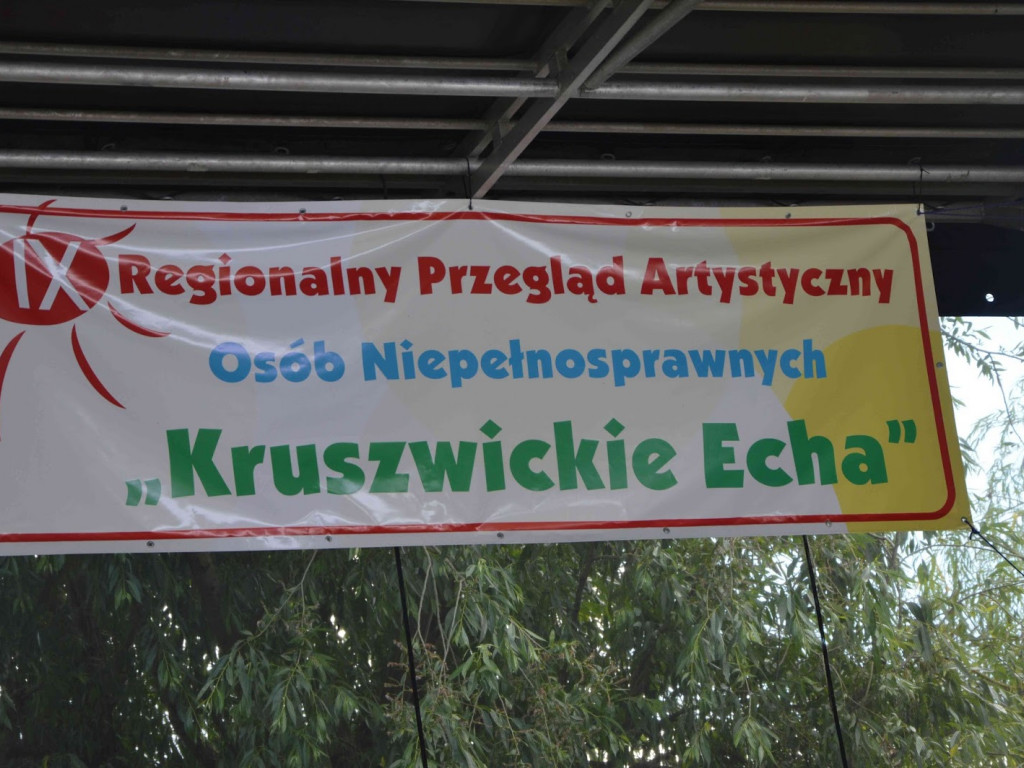 IX Regionalny Przegląd Artystyczny
Osób Niepełnosprawnych
„Kruszwickie Echa”